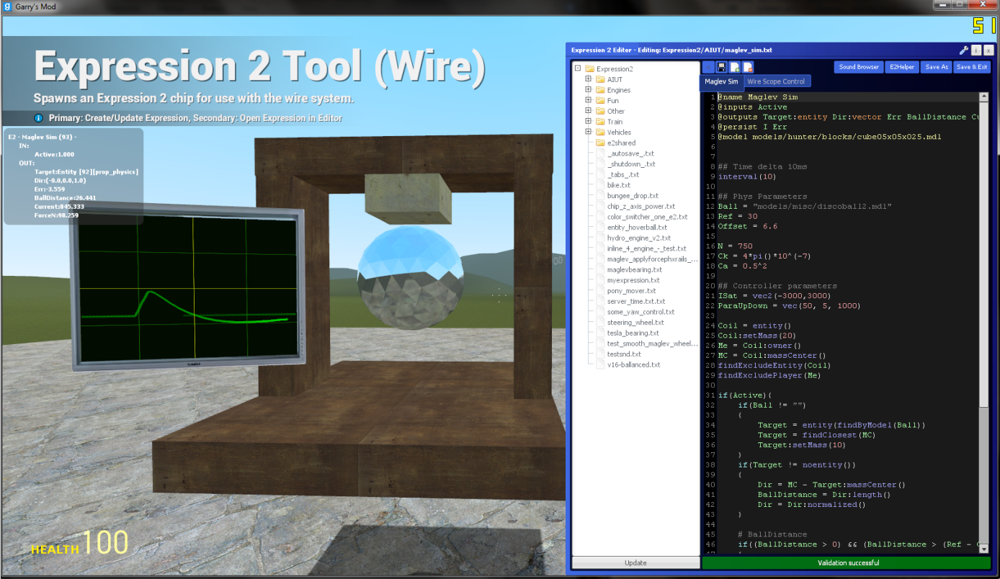 Garry's Mod
51
Expression 2 Tool (Wire)
Spawns an Expression 2 chip for use with the wire system.
Primary: Create/Update Expression, Secondary: Open Expression in Editor
E2 - Maglev Sim (93) -
IN:
Active:1.000
OUT:
Target:Entity [92][prop_physics]
Dir:(-0.0,0.0,1.0)
Err:-3.559
BallDistance:26.441
Current:845.333
ForceN:98.259
HEALTH 100
Expression 2 Editor - Editing: Expression2/AIUT/maglev_sim.txt
Sound Browser E2Helper Save As Save & Exit
Expression2
AIUT
Engines
Fun
Other
Train
Vehicles
e2shared
_autosave_.txt
_shutdown_.txt
_tabs_.txt
bike.txt
bungee_drop.txt
chip_z_axis_power.txt
color_switcher_one_e2.txt
entity_hoverball.txt
hydro_engine_v2.txt
inline_4_engine_-_test.txt
maglev_applyforcephxrails_...
maglevbearing.txt
myexpression.txt
pony_mover.txt
server_time.txt.txt
some_yaw_control.txt
steering_wheel.txt
tesla_bearing.txt
test_smooth_maglev_wheel...
testsnd.txt
v16-ballanced.txt
Update
Maglev Sim Wire Scope Control
1 @name Maglev Sim
2 @inputs Active
3 @outputs Target:entity Dir:vector Err BallDistance Cu
4 @persist I Err
5 @model models/hunter/blocks/cube05x05x025.mdl
6
7
8 ## Time delta 10ms
9 interval(10)
10
11 ## Phys Parameters
12 Ball = "models/misc/discoball2.mdl"
13 Ref = 30
14 Offset = 6.6
15
16 N = 750
17 Ck = 4*pi()*10^(-7)
18 Ca = 0.5^2
19
20 ## Controller parameters
21 ISat = vec2(-3000,3000)
22 ParaUpDown = vec(50, 5, 1000)
23
24 Coil = entity()
25 Coil:setMass(20)
26 Me = Coil:owner()
27 MC = Coil:massCenter()
28 findExcludeEntity(Coil)
29 findExcludePlayer(Me)
30
31 if(Active){
32 if(Ball != "")
33 {
34 Target = entity(findByModel(Ball))
35 Target = findClosest(MC)
36 Target:setMass(10)
37 }
38 if(Target != noentity())
39 {
40 Dir = MC - Target:massCenter()
41 BallDistance = Dir:length()
42 Dir = Dir:normalized()
43 }
44
45 # BallDistance
46 if((BallDistance > 0) && (BallDistance > (Ref -
47 {
Validation successful